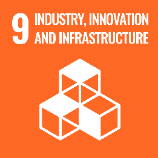 9 INDUSTRY, INNOVATION
AND INFRASTRUCTURE